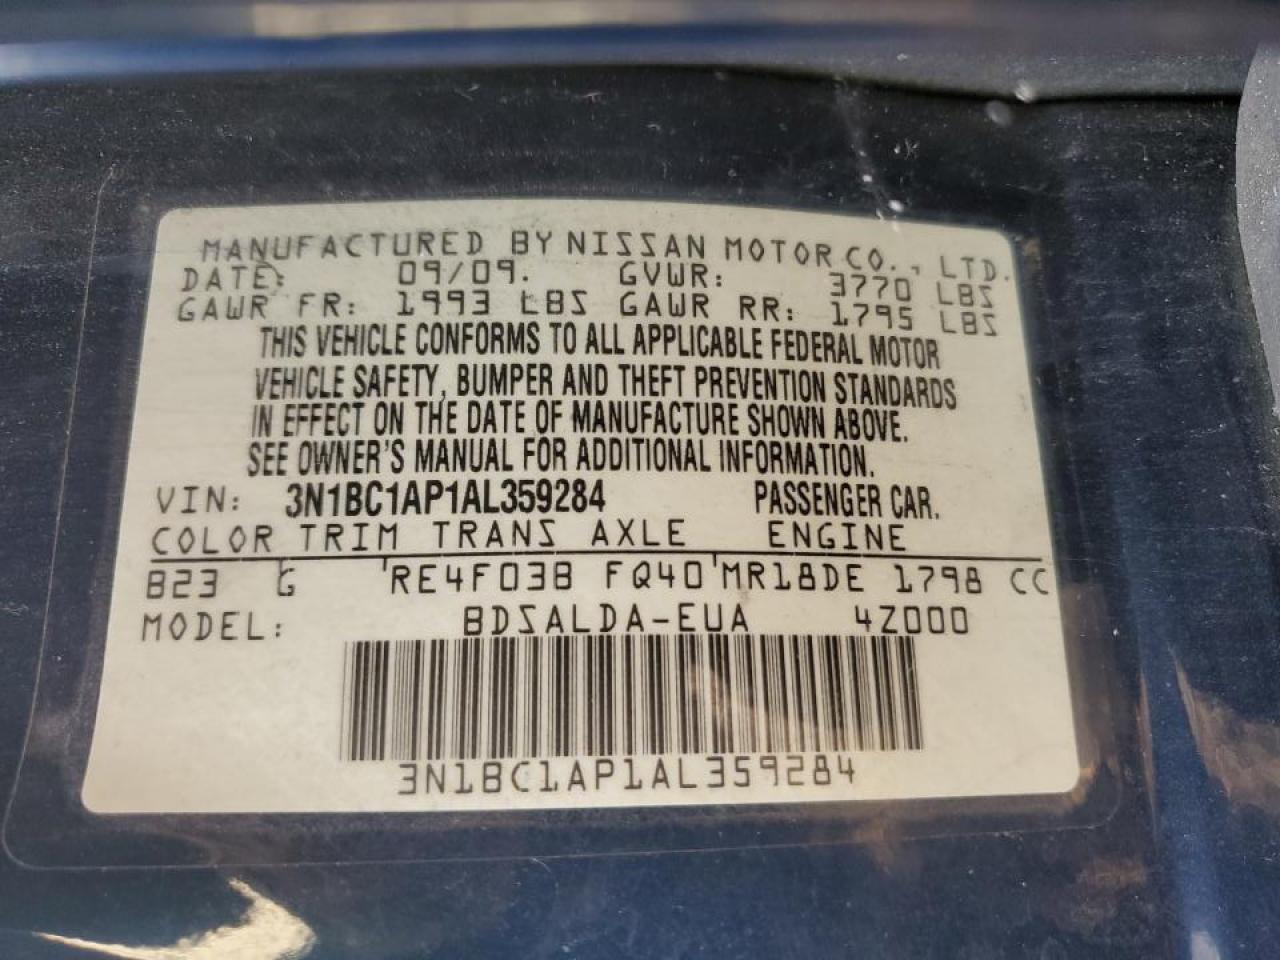 MANUFACTURED BY NISSAN MOTOR CO., LTD.
DATE: 09/09. GVWR: 3770 LBS
GAWR FR: 1993 LBS GAWR RR: 1795 LBS
THIS VEHICLE CONFORMS TO ALL APPLICABLE FEDERAL MOTOR
VEHICLE SAFETY, BUMPER AND THEFT PREVENTION STANDARDS
IN EFFECT ON THE DATE OF MANUFACTURE SHOWN ABOVE.
SEE OWNER'S MANUAL FOR ADDITIONAL INFORMATION.
VIN: 3N1BC1AP1AL359284 PASSENGER CAR.
COLOR TRIM TRANS AXLE ENGINE
B23 G RE4F03B FQ40 MR18DE 1798 CC
MODEL: BDSALDA-EUA 4Z000
3N1BC1AP1AL359284